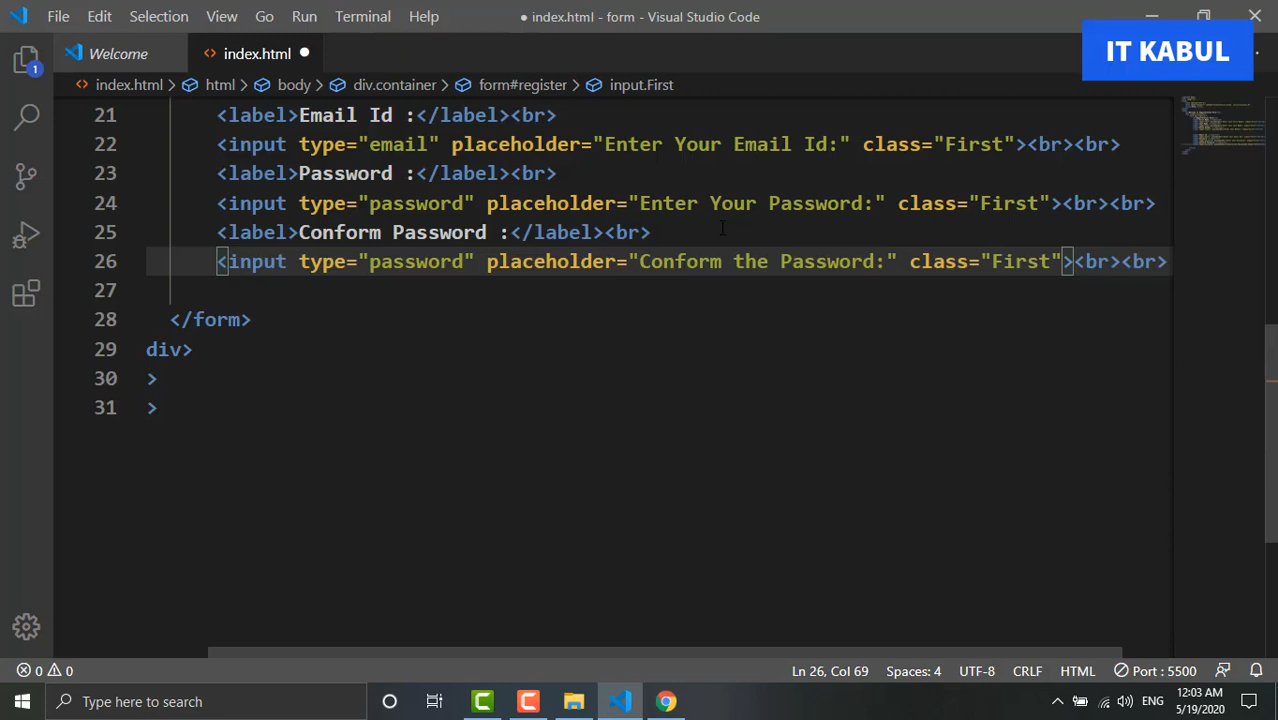 File Edit Selection View Go Run Terminal Help ● index.html - form - Visual Studio Code
IT KABUL
Welcome <> index.html ●
1
<> index.html > html > body > div.container > form#register > input.First
21 <label>Email Id :</label><br>
22 <input type="email" placeholder="Enter Your Email Id:" class="First"><br><br>
23 <label>Password :</label><br>
24 <input type="password" placeholder="Enter Your Password:" class="First"><br><br>
25 <label>Conform Password :</label><br>
26 <input type="password" placeholder="Conform the Password:" class="First"><br><br>
27
28 </form>
29 div>
30 >
31 >
0 0 Ln 26, Col 69 Spaces: 4 UTF-8 CRLF HTML Port : 5500
Type here to search ENG 12:03 AM
5/19/2020